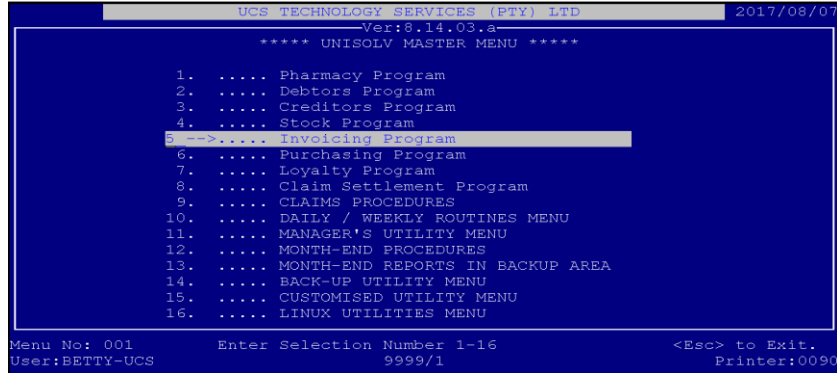 UCS TECHNOLOGY SERVICES (PTY) LTD 2017/08/07
Ver:8.14.03.a
***** UNISOLV MASTER MENU *****
1. ..... Pharmacy Program
2. ..... Debtors Program
3. ..... Creditors Program
4. ..... Stock Program
5 -->..... Invoicing Program
6. ..... Purchasing Program
7. ..... Loyalty Program
8. ..... Claim Settlement Program
9. ..... CLAIMS PROCEDURES
10. ..... DAILY / WEEKLY ROUTINES MENU
11. ..... MANAGER'S UTILITY MENU
12. ..... MONTH-END PROCEDURES
13. ..... MONTH-END REPORTS IN BACKUP AREA
14. ..... BACK-UP UTILITY MENU
15. ..... CUSTOMISED UTILITY MENU
16. ..... LINUX UTILITIES MENU
Menu No: 001 Enter Selection Number 1-16 <Esc> to Exit.
User:BETTY-UCS 9999/1 Printer:0090